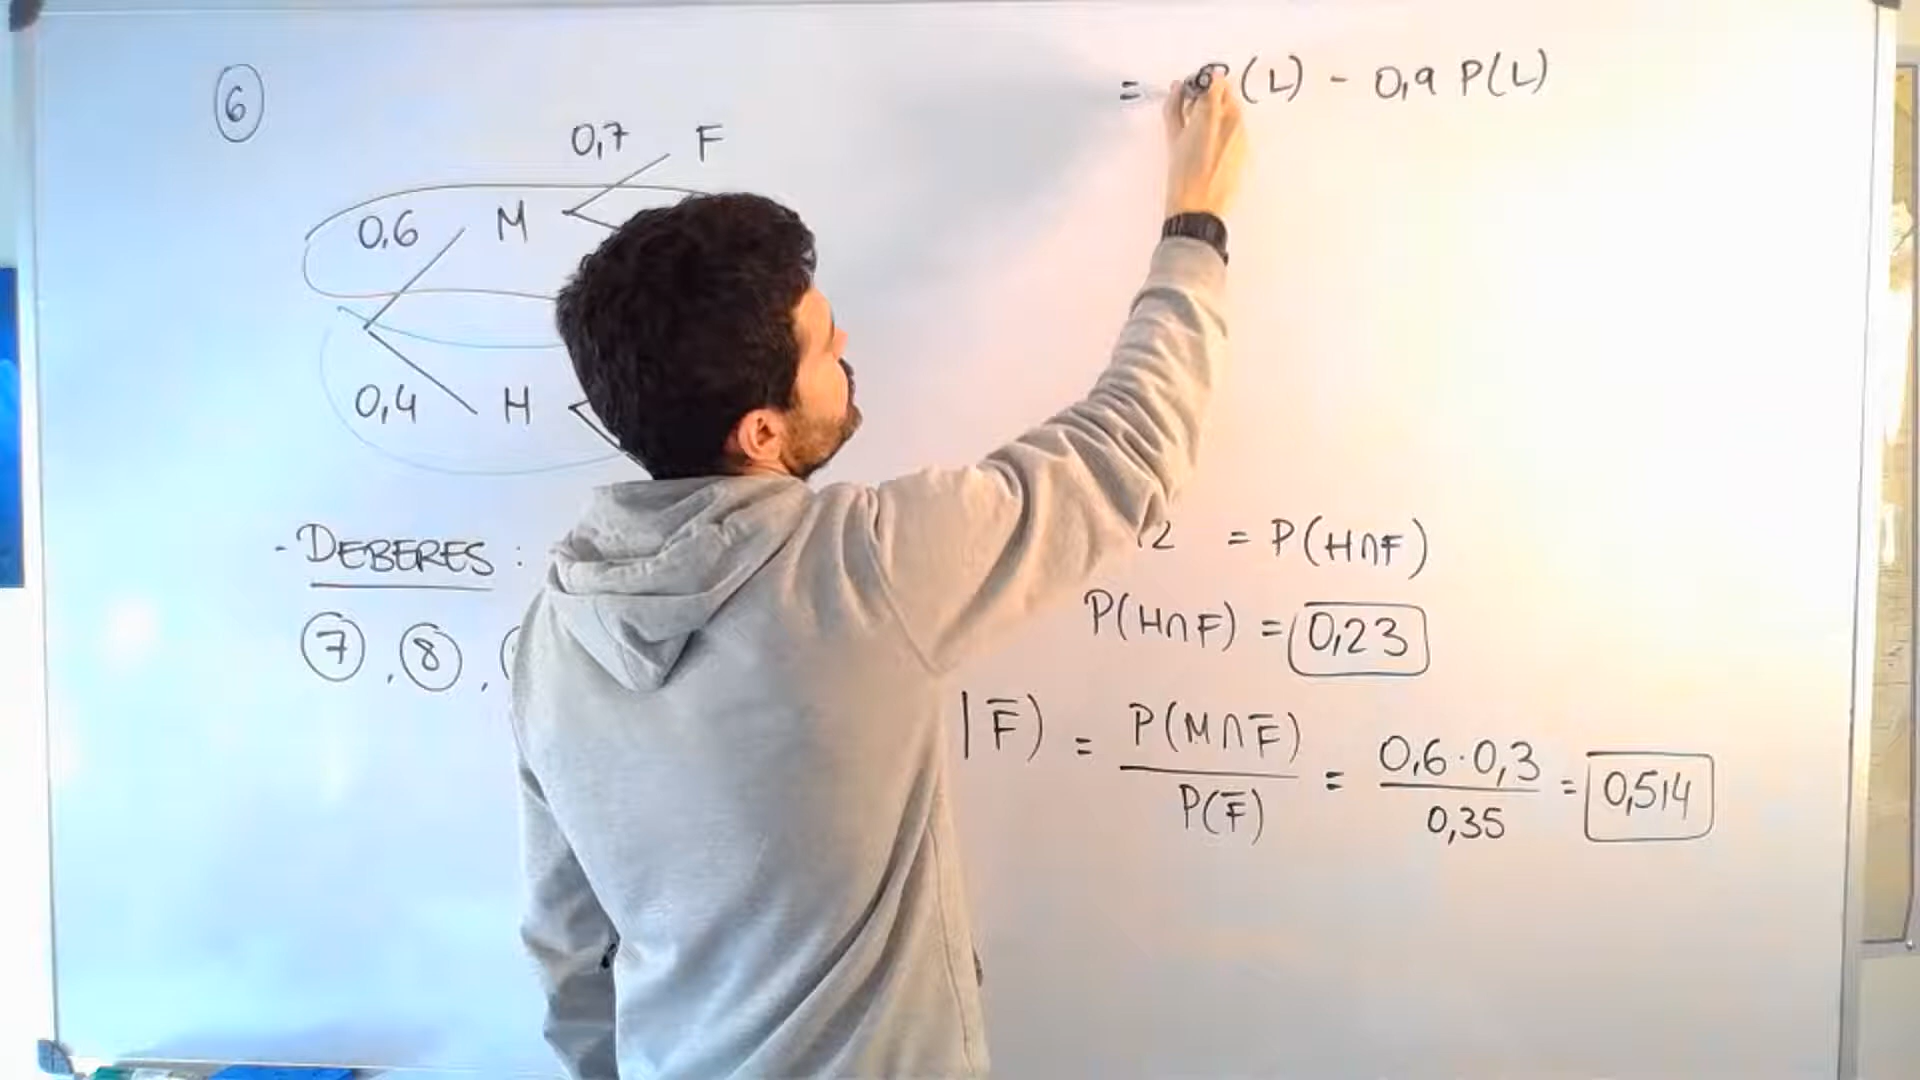 6
= P(L) - 0,9 P(L)
0,7 F
0,6 M
0,4 H
- DEBERES :
7, 8,
2 = P(H∩F)
P(H∩F) = 0,23
| F̄) = P(M∩F̄) / P(F̄) = 0,6·0,3 / 0,35 = 0,514